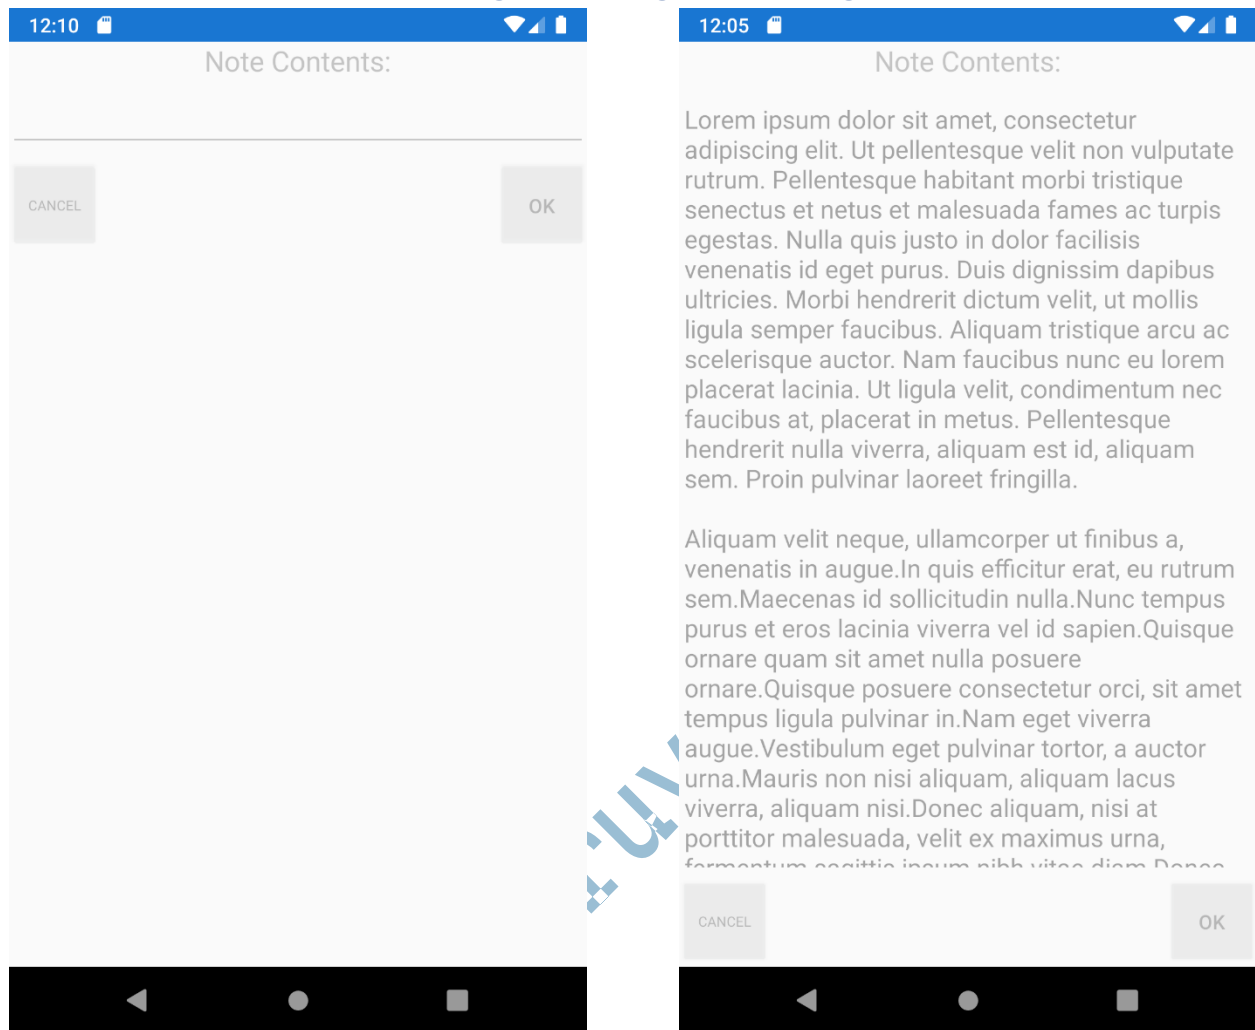 12:10
Note Contents:
CANCEL
OK
12:05
Note Contents:
Lorem ipsum dolor sit amet, consectetur
adipiscing elit. Ut pellentesque velit non vulputate
rutrum. Pellentesque habitant morbi tristique
senectus et netus et malesuada fames ac turpis
egestas. Nulla quis justo in dolor facilisis
venenatis id eget purus. Duis dignissim dapibus
ultricies. Morbi hendrerit dictum velit, ut mollis
ligula semper faucibus. Aliquam tristique arcu ac
scelerisque auctor. Nam faucibus nunc eu lorem
placerat lacinia. Ut ligula velit, condimentum nec
faucibus at, placerat in metus. Pellentesque
hendrerit nulla viverra, aliquam est id, aliquam
sem. Proin pulvinar laoreet fringilla.
Aliquam velit neque, ullamcorper ut finibus a,
venenatis in augue.In quis efficitur erat, eu rutrum
sem.Maecenas id sollicitudin nulla.Nunc tempus
purus et eros lacinia viverra vel id sapien.Quisque
ornare quam sit amet nulla posuere
ornare.Quisque posuere consectetur orci, sit amet
tempus ligula pulvinar in.Nam eget viverra
augue.Vestibulum eget pulvinar tortor, a auctor
urna.Mauris non nisi aliquam, aliquam lacus
viverra, aliquam nisi.Donec aliquam, nisi at
porttitor malesuada, velit ex maximus urna,
fermentum sagittis ipsum nibh vitae diam.Donec
CANCEL
OK